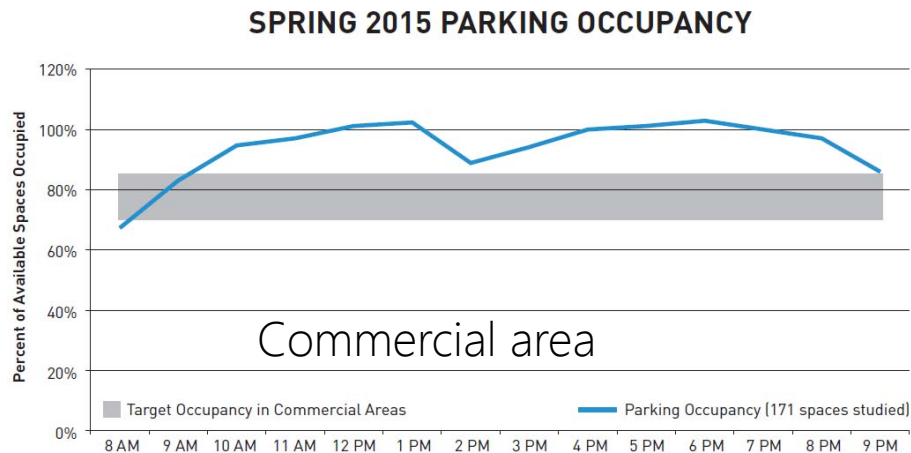 SPRING 2015 PARKING OCCUPANCY
Percent of Available Spaces Occupied
120%
100%
80%
60%
40%
20%
0%
Commercial area
Target Occupancy in Commercial Areas
Parking Occupancy (171 spaces studied)
8 AM 9 AM 10 AM 11 AM 12 PM 1 PM 2 PM 3 PM 4 PM 5 PM 6 PM 7 PM 8 PM 9 PM